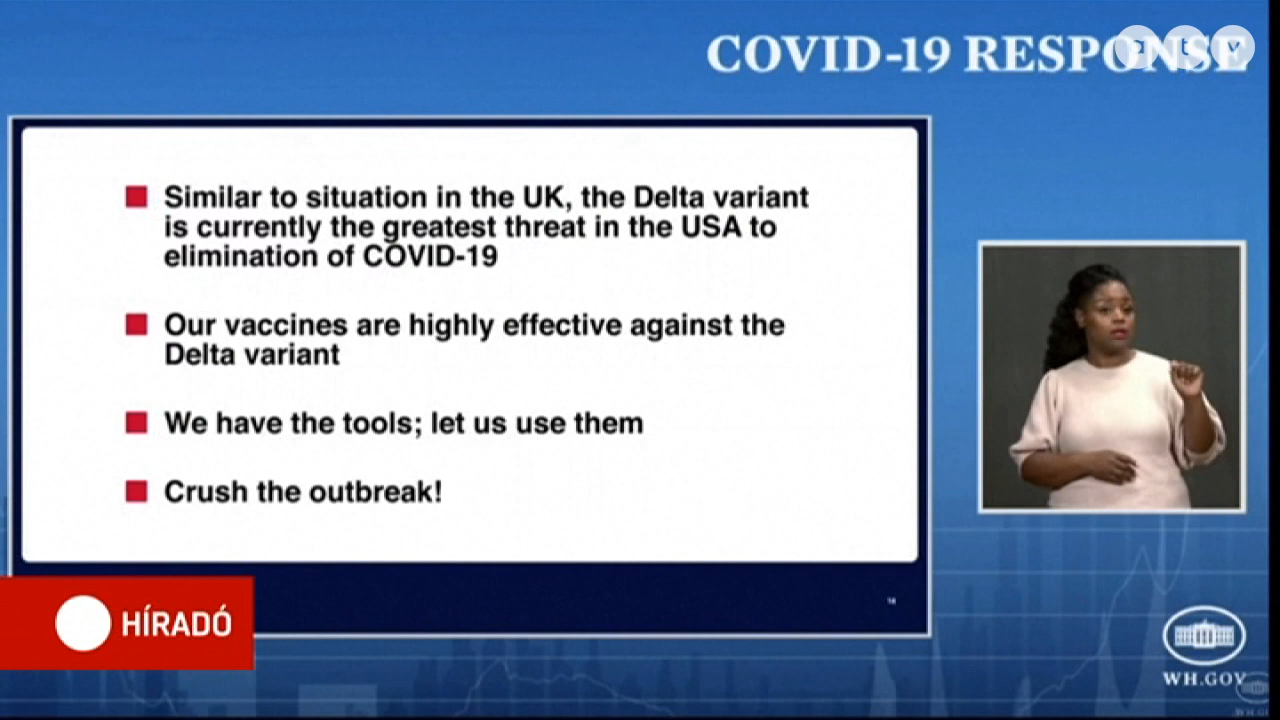 COVID-19 RESPONSE
a t v
Similar to situation in the UK, the Delta variant
is currently the greatest threat in the USA to
elimination of COVID-19
Our vaccines are highly effective against the
Delta variant
We have the tools; let us use them
Crush the outbreak!
HÍRADÓ
WH.GOV